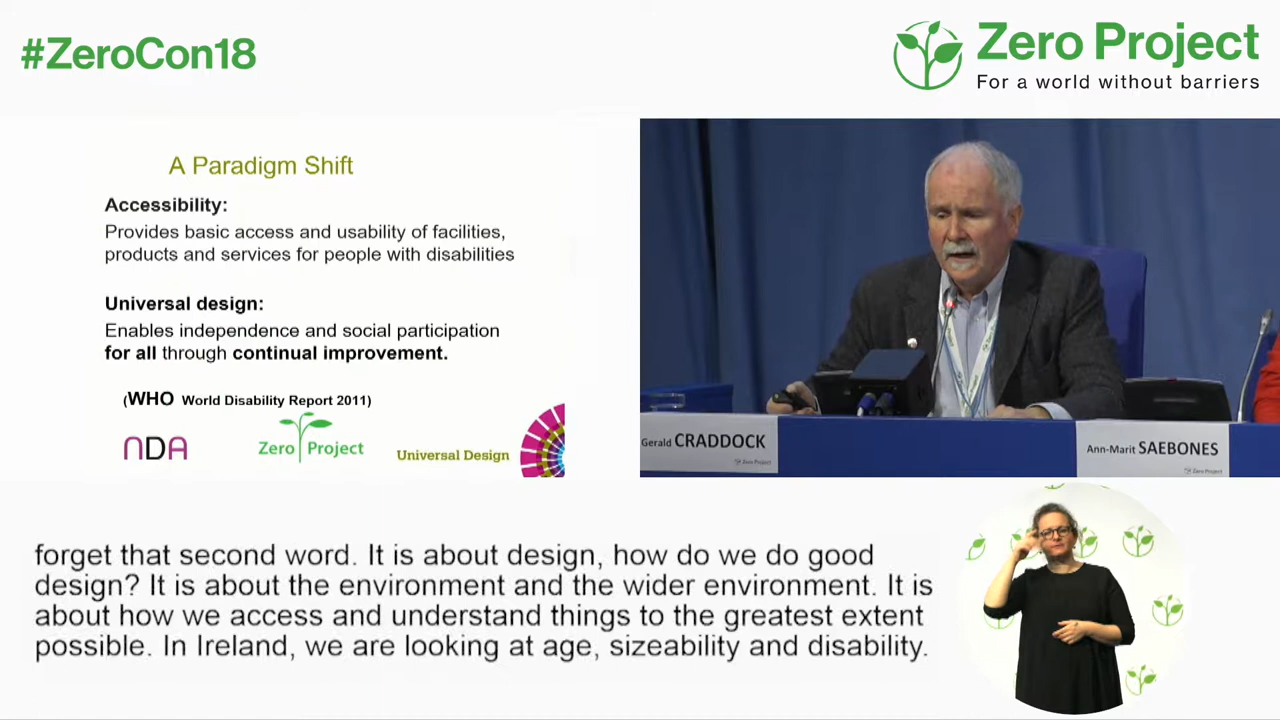 #ZeroCon18
Zero Project
For a world without barriers
A Paradigm Shift
Accessibility:
Provides basic access and usability of facilities,
products and services for people with disabilities
Universal design:
Enables independence and social participation
for all through continual improvement.
(WHO World Disability Report 2011)
NDA
Zero Project
Universal Design
Gerald CRADDOCK
Zero Project
Ann-Marit SAEBONES
Zero Project
forget that second word. It is about design, how do we do good
design? It is about the environment and the wider environment. It is
about how we access and understand things to the greatest extent
possible. In Ireland, we are looking at age, sizeability and disability.